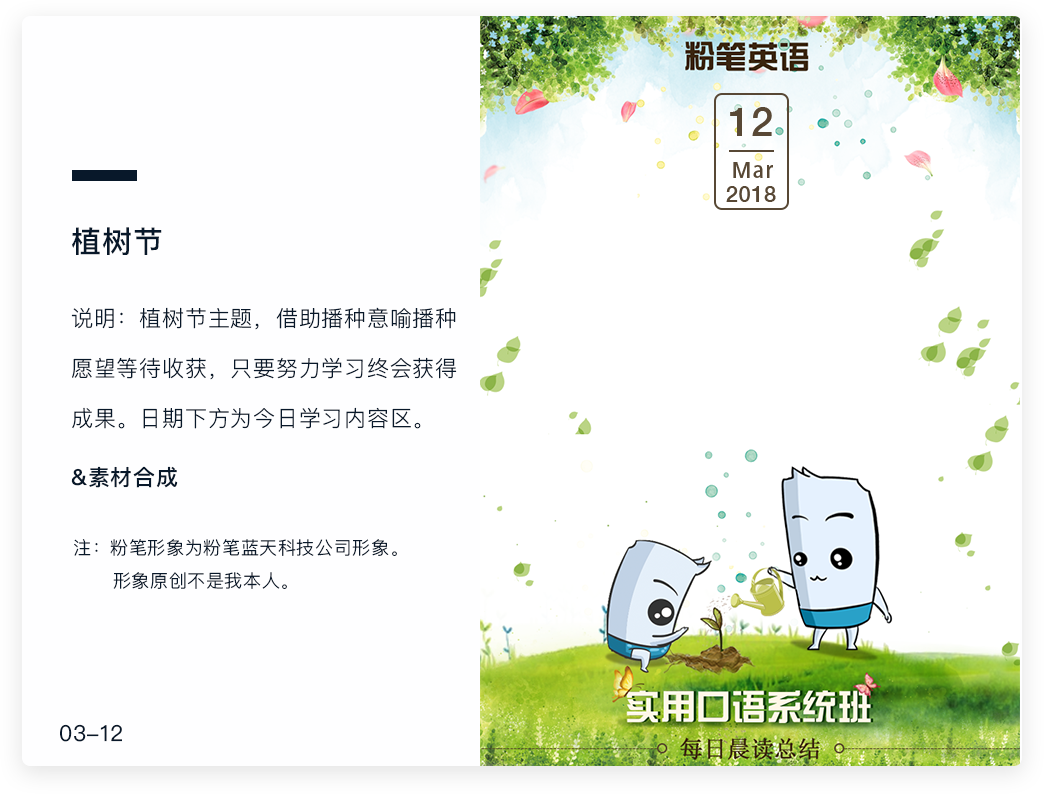 植树节
说明：植树节主题，借助播种意喻播种
愿望等待收获，只要努力学习终会获得
成果。日期下方为今日学习内容区。
&素材合成
注：粉笔形象为粉笔蓝天科技公司形象。
形象原创不是我本人。
03–12
粉笔英语
12
Mar
2018
实用口语系统班
每日晨读总结